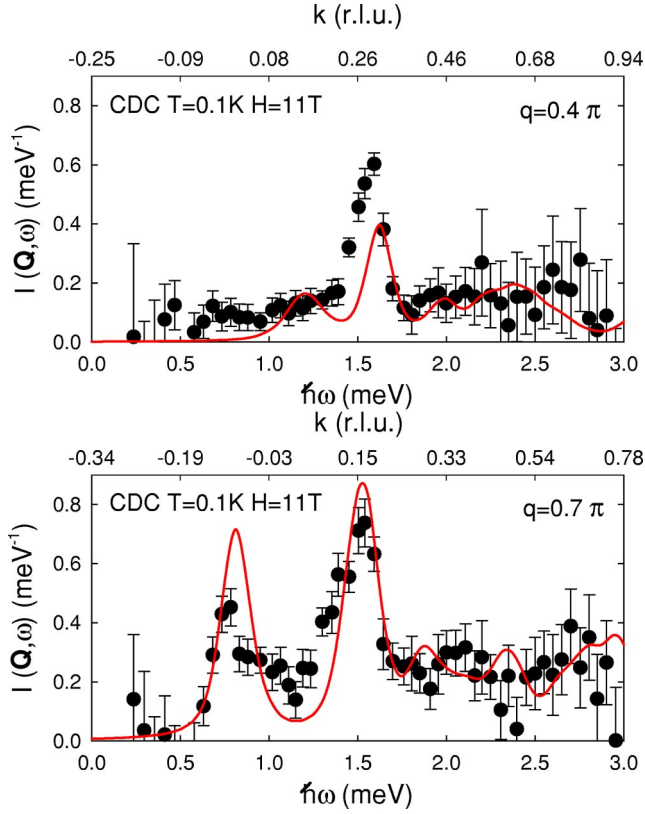 k (r.l.u.)
-0.25 -0.09 0.08 0.26 0.46 0.68 0.94
CDC T=0.1K H=11T q=0.4 π
I (Q,ω) (meV⁻¹)
0.8
0.6
0.4
0.2
0.0
0.0 0.5 1.0 1.5 2.0 2.5 3.0
ℏω (meV)
k (r.l.u.)
-0.34 -0.19 -0.03 0.15 0.33 0.54 0.78
CDC T=0.1K H=11T q=0.7 π
I (Q,ω) (meV⁻¹)
0.8
0.6
0.4
0.2
0.0
0.0 0.5 1.0 1.5 2.0 2.5 3.0
ℏω (meV)